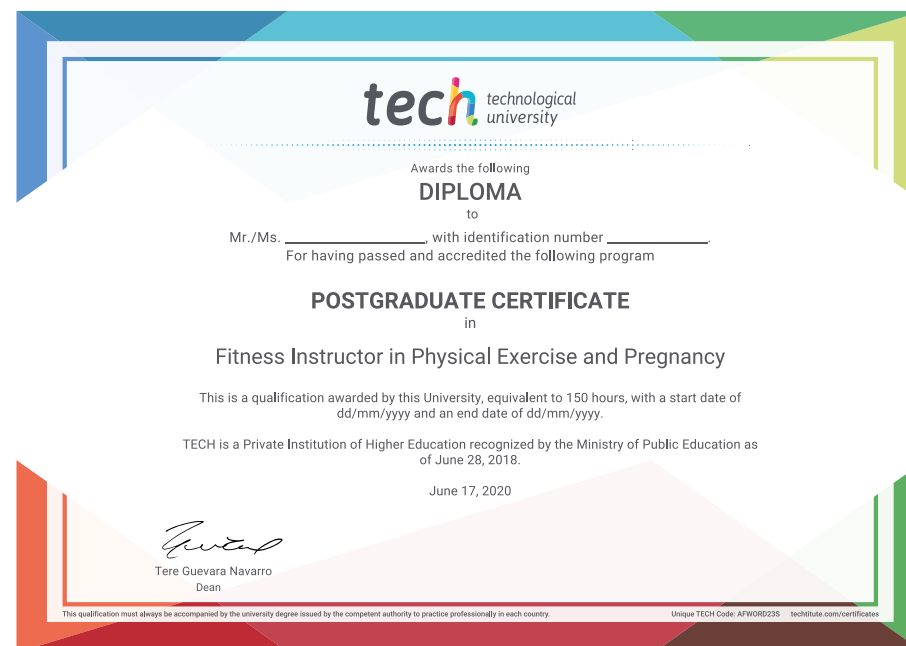 tech technological
university
Awards the following
DIPLOMA
to
Mr./Ms. ____________________, with identification number ______________.
For having passed and accredited the following program
POSTGRADUATE CERTIFICATE
in
Fitness Instructor in Physical Exercise and Pregnancy
This is a qualification awarded by this University, equivalent to 150 hours, with a start date of
dd/mm/yyyy and an end date of dd/mm/yyyy.
TECH is a Private Institution of Higher Education recognized by the Ministry of Public Education as
of June 28, 2018.
June 17, 2020
Tere Guevara Navarro
Dean
This qualification must always be accompanied by the university degree issued by the competent authority to practice professionally in each country.
Unique TECH Code: AFWORD23S techtitute.com/certificates